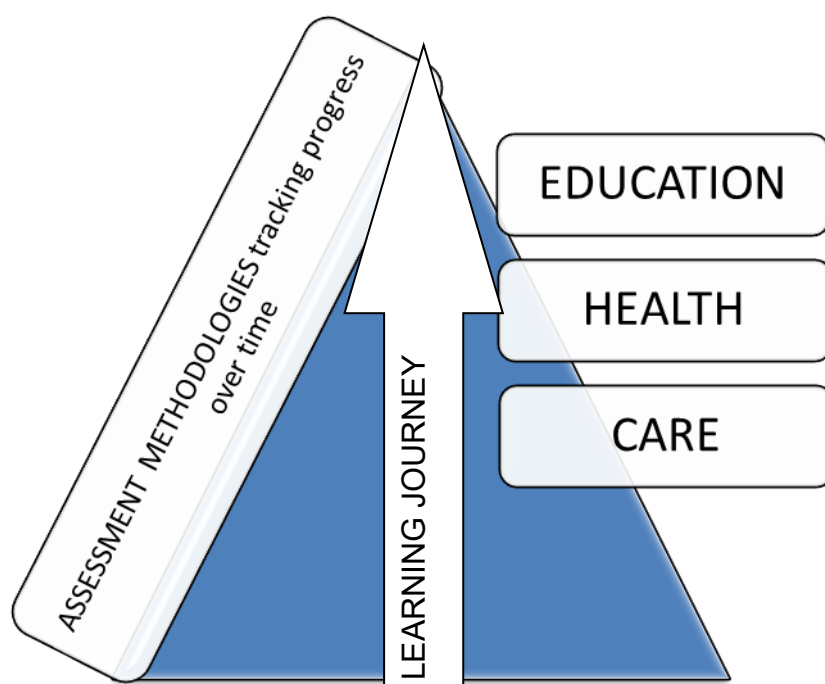 ASSESSMENT METHODOLOGIES tracking progress
over time
LEARNING JOURNEY
EDUCATION
HEALTH
CARE